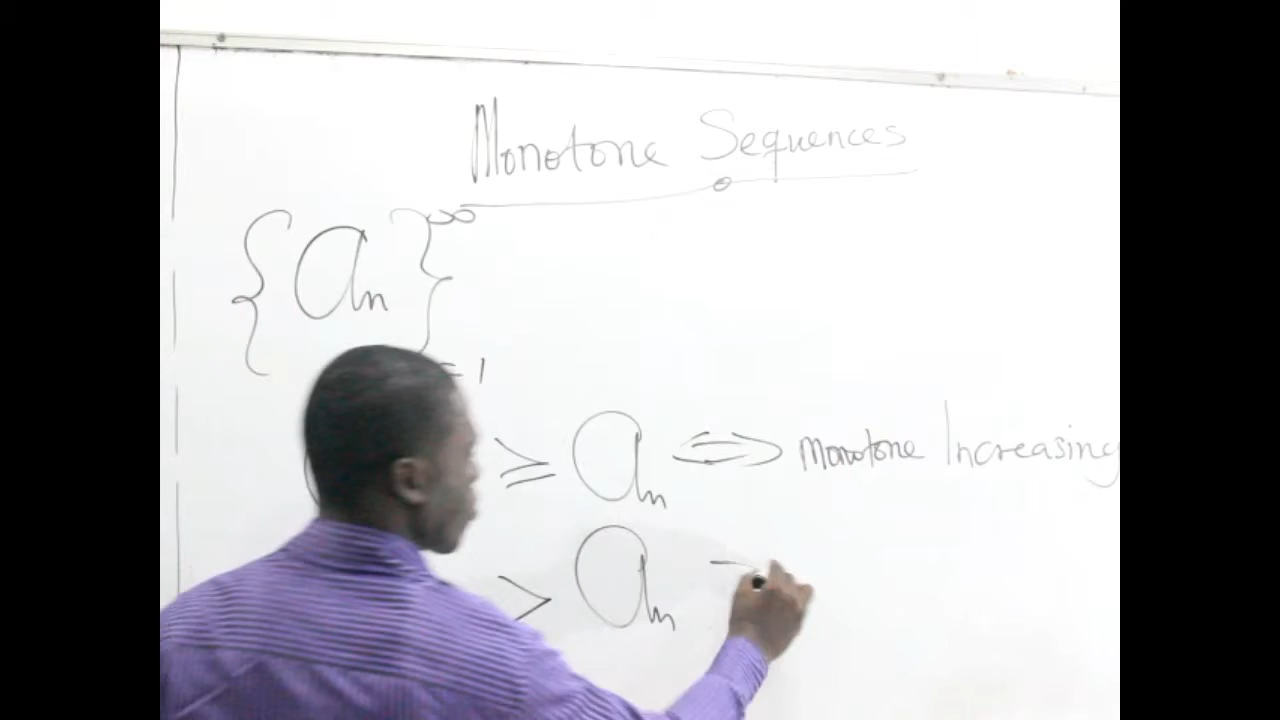 Monotone Sequences
{an}∞
= 1
≥ an ⇔ Monotone Increasing
> an